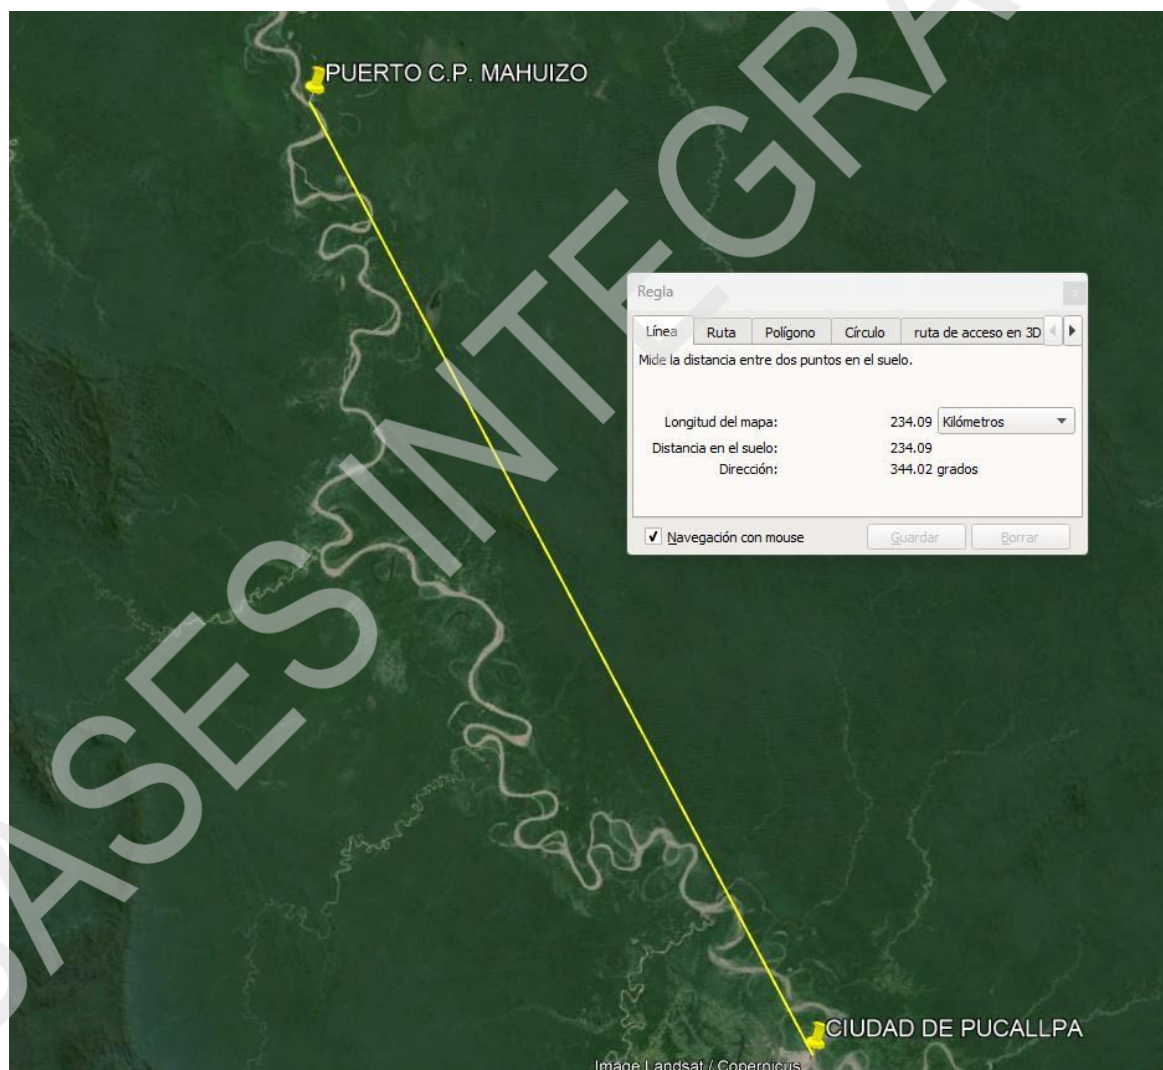 PUERTO C.P. MAHUIZO
Regla
Línea Ruta Polígono Círculo ruta de acceso en 3D
Mide la distancia entre dos puntos en el suelo.
Longitud del mapa: 234.09 Kilómetros
Distancia en el suelo: 234.09
Dirección: 344.02 grados
Navegación con mouse Guardar Borrar
BASES INTEGRA
CIUDAD DE PUCALLPA
Image Landsat / Copernicus